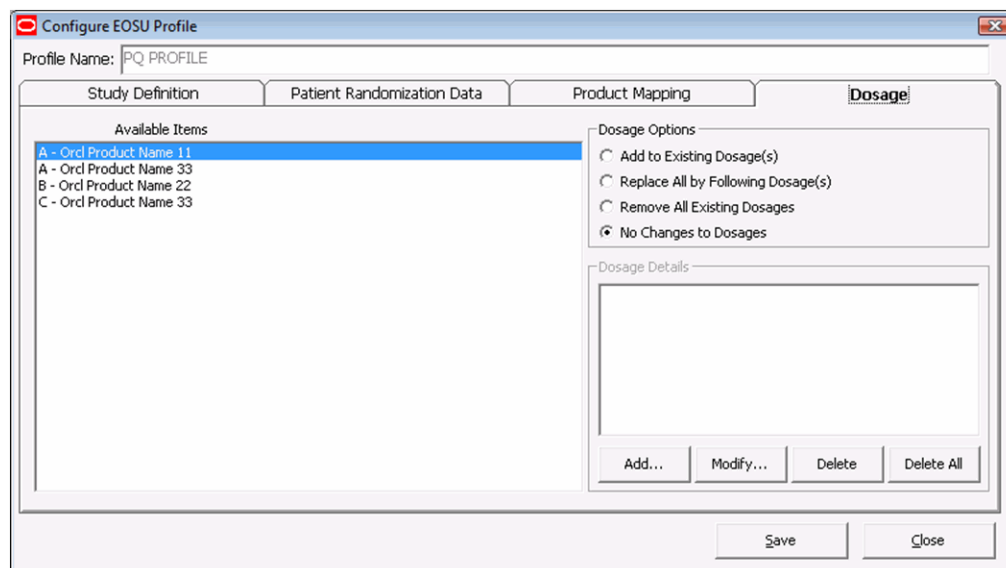 Configure EOSU Profile
Profile Name: PQ PROFILE
Study Definition
Patient Randomization Data
Product Mapping
Dosage
Available Items
A - Orcl Product Name 11
A - Orcl Product Name 33
B - Orcl Product Name 22
C - Orcl Product Name 33
Dosage Options
Add to Existing Dosage(s)
Replace All by Following Dosage(s)
Remove All Existing Dosages
No Changes to Dosages
Dosage Details
Add...
Modify...
Delete
Delete All
Save
Close